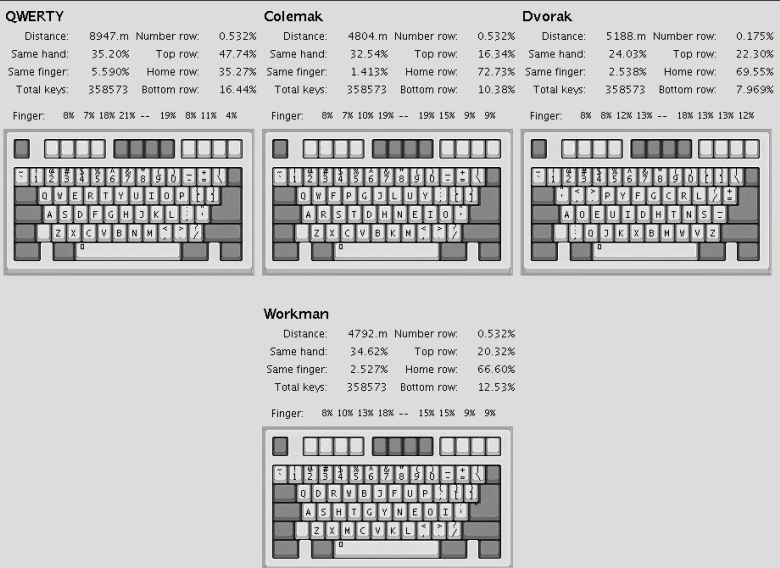 QWERTY
Distance: 8947.m Number row: 0.532%
Same hand: 35.20% Top row: 47.74%
Same finger: 5.590% Home row: 35.27%
Total keys: 358573 Bottom row: 16.44%
Finger: 8% 7% 18% 21% -- 19% 8% 11% 4%
1 2 3 4 5 6 7 8 9 0
Q W E R T Y U I O P
A S D F G H J K L
Z X C V B N M
Colemak
Distance: 4804.m Number row: 0.532%
Same hand: 32.54% Top row: 16.34%
Same finger: 1.413% Home row: 72.73%
Total keys: 358573 Bottom row: 10.38%
Finger: 8% 7% 10% 19% -- 19% 15% 9% 9%
1 2 3 4 5 6 7 8 9 0
Q W F P G J L U Y
A R S T D H N E I O
Z X C V B K M
Dvorak
Distance: 5188.m Number row: 0.175%
Same hand: 24.03% Top row: 22.30%
Same finger: 2.538% Home row: 69.55%
Total keys: 358573 Bottom row: 7.969%
Finger: 8% 8% 12% 13% -- 18% 13% 13% 12%
1 2 3 4 5 6 7 8 9 0
P Y F G C R L
A O E U I D H T N S
Q J K X B M W V Z
Workman
Distance: 4792.m Number row: 0.532%
Same hand: 34.62% Top row: 20.32%
Same finger: 2.527% Home row: 66.60%
Total keys: 358573 Bottom row: 12.53%
Finger: 8% 10% 13% 18% -- 15% 15% 9% 9%
1 2 3 4 5 6 7 8 9 0
Q D R W B J F U P
A S H T G Y N E O I
Z X M C V K L